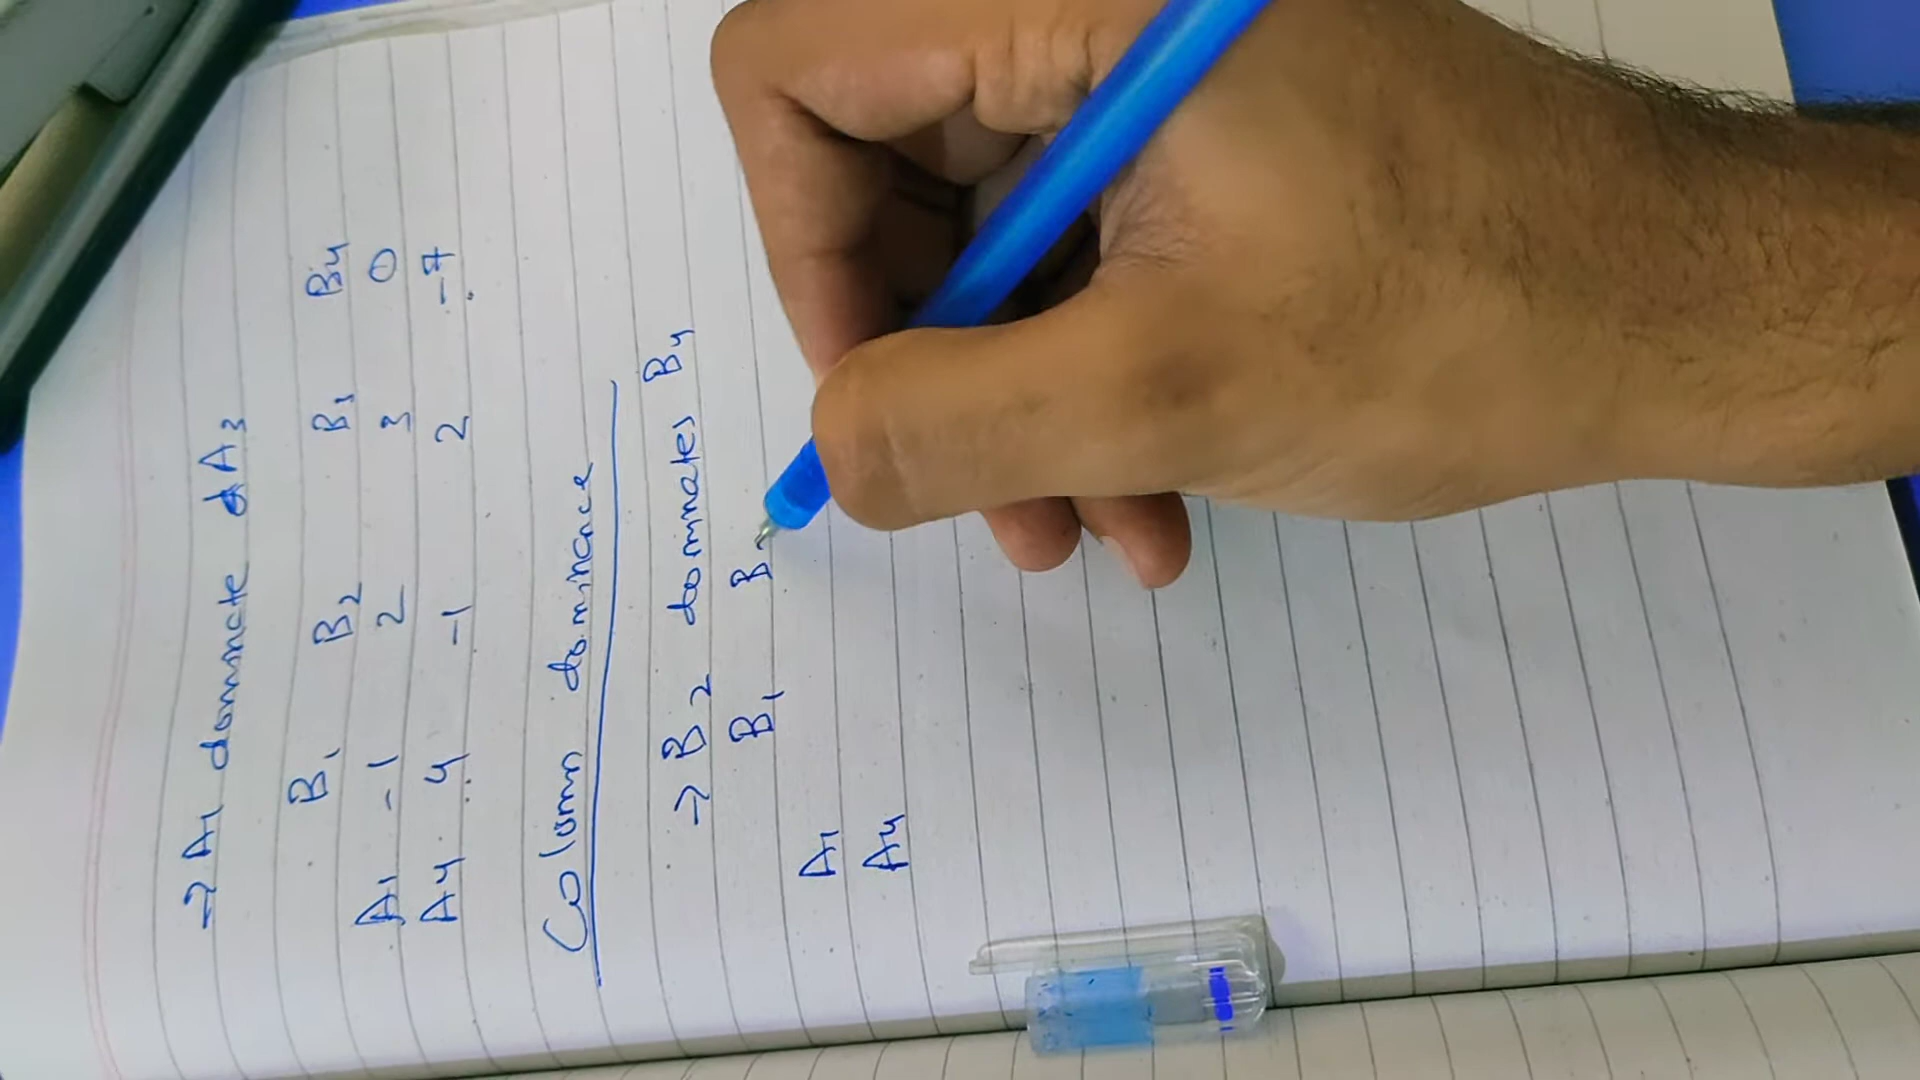 → A1 dominate A3
B1 B2 B3 B4
A1 -1 2 3 0
A4 4 -1 2 -7
Column dominance
→ B2 dominates B4
B1 B
A1
A4